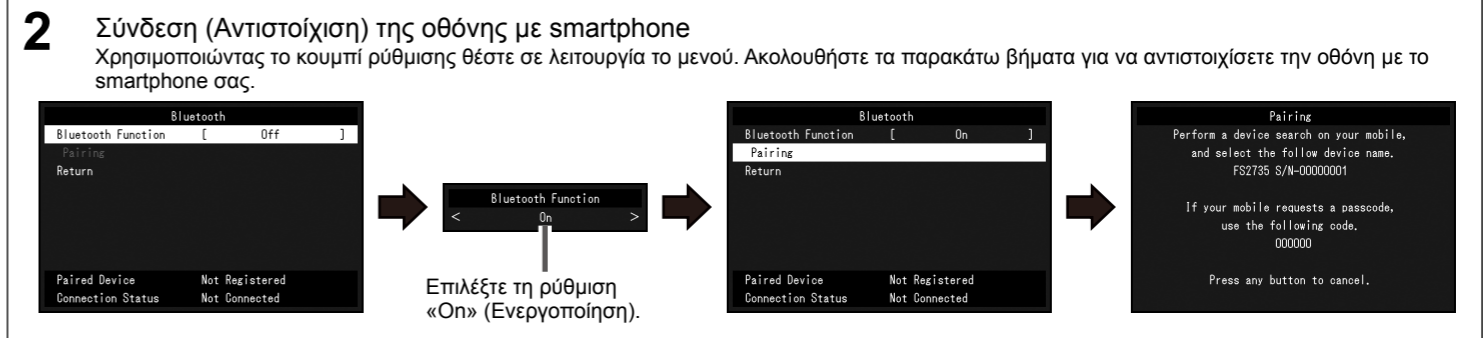 2 Σύνδεση (Αντιστοίχιση) της οθόνης με smartphone
Χρησιμοποιώντας το κουμπί ρύθμισης θέστε σε λειτουργία το μενού. Ακολουθήστε τα παρακάτω βήματα για να αντιστοιχίσετε την οθόνη με το
smartphone σας.
Bluetooth
Bluetooth Function [ Off ]
Pairing
Return
Paired Device Not Registered
Connection Status Not Connected
Bluetooth Function
< On >
Επιλέξτε τη ρύθμιση
«On» (Ενεργοποίηση).
Bluetooth
Bluetooth Function [ On ]
Pairing
Return
Paired Device Not Registered
Connection Status Not Connected
Pairing
Perform a device search on your mobile,
and select the follow device name.
FS2735 S/N-00000001
If your mobile requests a passcode,
use the following code.
000000
Press any button to cancel.